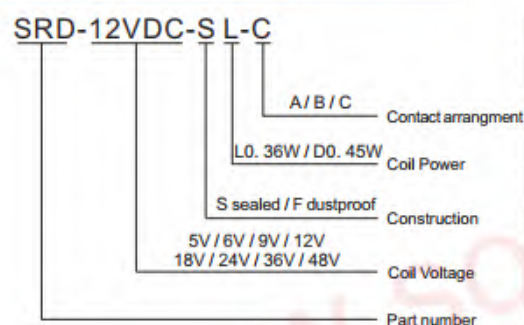 SRD-12VDC-S L-C
A / B / C
Contact arrangment
L0. 36W / D0. 45W
Coil Power
S sealed / F dustproof
Construction
5V / 6V / 9V / 12V
18V / 24V / 36V / 48V
Coil Voltage
Part number